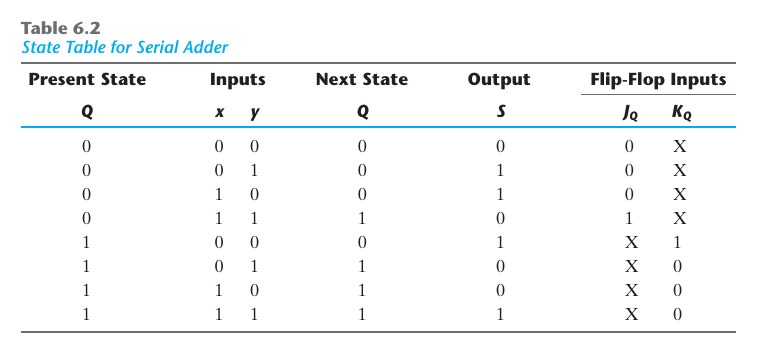 Table 6.2
State Table for Serial Adder
Present State Inputs Next State Output Flip-Flop Inputs
Q x y Q S JQ KQ
0 0 0 0 0 0 X
0 0 1 0 1 0 X
0 1 0 0 1 0 X
0 1 1 1 0 1 X
1 0 0 0 1 X 1
1 0 1 1 0 X 0
1 1 0 1 0 X 0
1 1 1 1 1 X 0